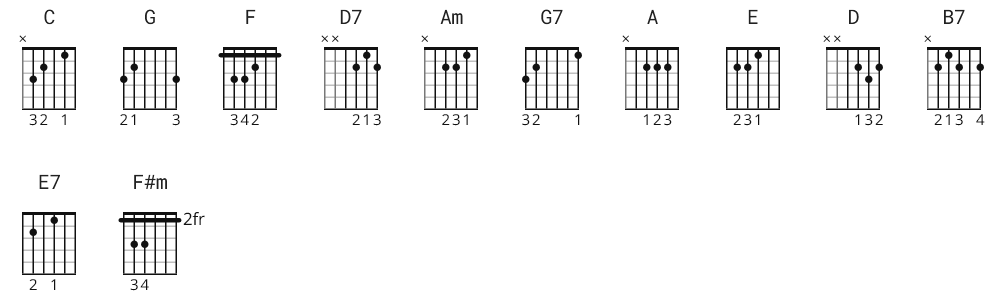 C G F D7 Am G7 A E D B7
× ×× × × ×× ×
32 1 21 3 342 213 231 32 1 123 231 132 213 4
E7 F#m
2fr
2 1 34